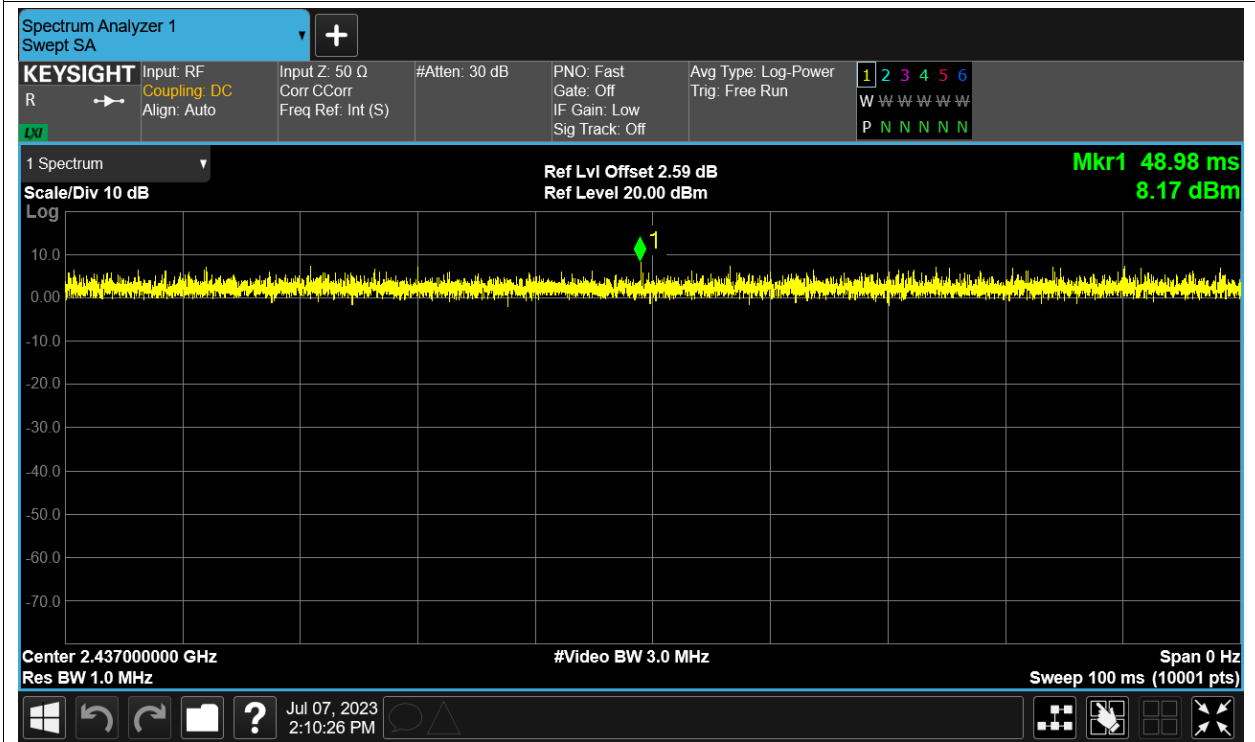 Spectrum Analyzer 1
Swept SA
KEYSIGHT
R
LXI
Input: RF
Coupling: DC
Align: Auto
Input Z: 50 Ω
Corr CCorr
Freq Ref: Int (S)
#Atten: 30 dB
PNO: Fast
Gate: Off
IF Gain: Low
Sig Track: Off
Avg Type: Log-Power
Trig: Free Run
1 2 3 4 5 6
W W W W W W
P N N N N N
1 Spectrum
Scale/Div 10 dB
Log
Ref Lvl Offset 2.59 dB
Ref Level 20.00 dBm
Mkr1 48.98 ms
8.17 dBm
1
10.0
0.00
-10.0
-20.0
-30.0
-40.0
-50.0
-60.0
-70.0
Center 2.437000000 GHz
Res BW 1.0 MHz
#Video BW 3.0 MHz
Span 0 Hz
Sweep 100 ms (10001 pts)
?
Jul 07, 2023
2:10:26 PM